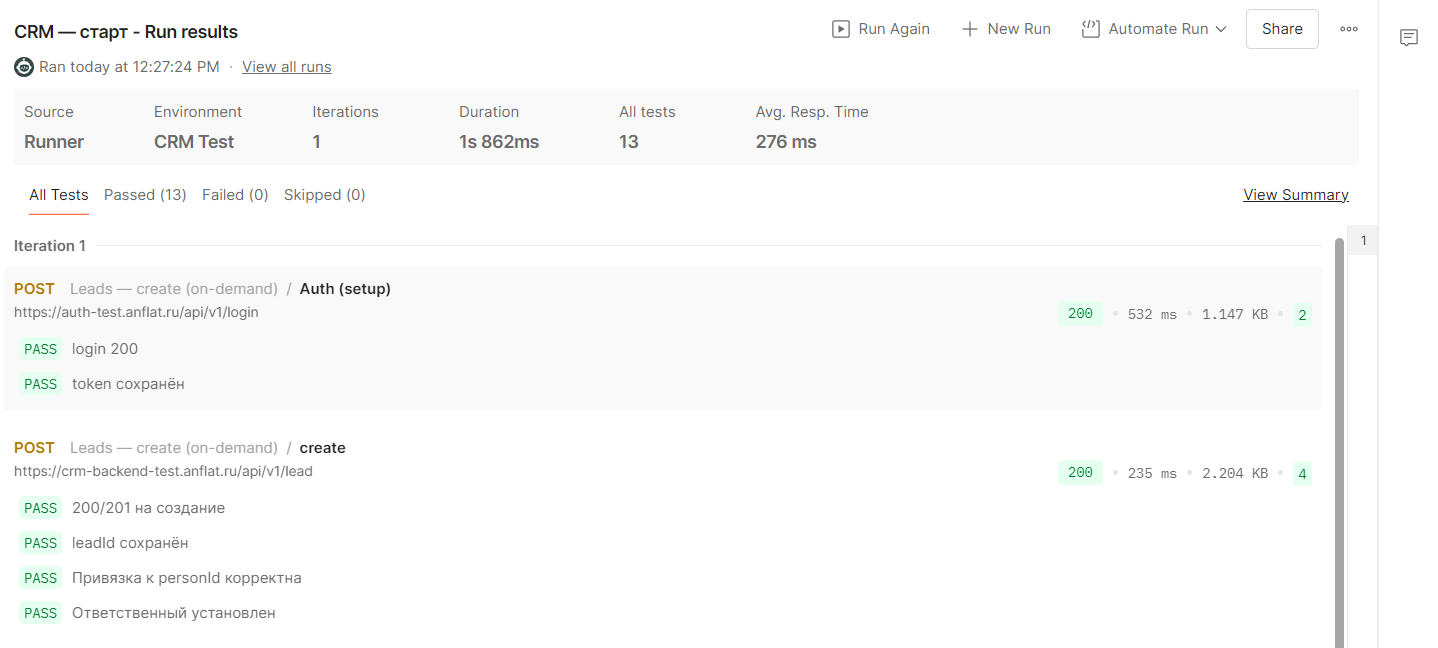 CRM — старт - Run results
Run Again
New Run
Automate Run
Share
Ran today at 12:27:24 PM · View all runs
Source Environment Iterations Duration All tests Avg. Resp. Time
Runner CRM Test 1 1s 862ms 13 276 ms
All Tests Passed (13) Failed (0) Skipped (0) View Summary
Iteration 1
1
POST Leads — create (on-demand) / Auth (setup)
https://auth-test.anflat.ru/api/v1/login
200 • 532 ms • 1.147 KB • 2
PASS login 200
PASS token сохранён
POST Leads — create (on-demand) / create
https://crm-backend-test.anflat.ru/api/v1/lead
200 • 235 ms • 2.204 KB • 4
PASS 200/201 на создание
PASS leadId сохранён
PASS Привязка к personId корректна
PASS Ответственный установлен